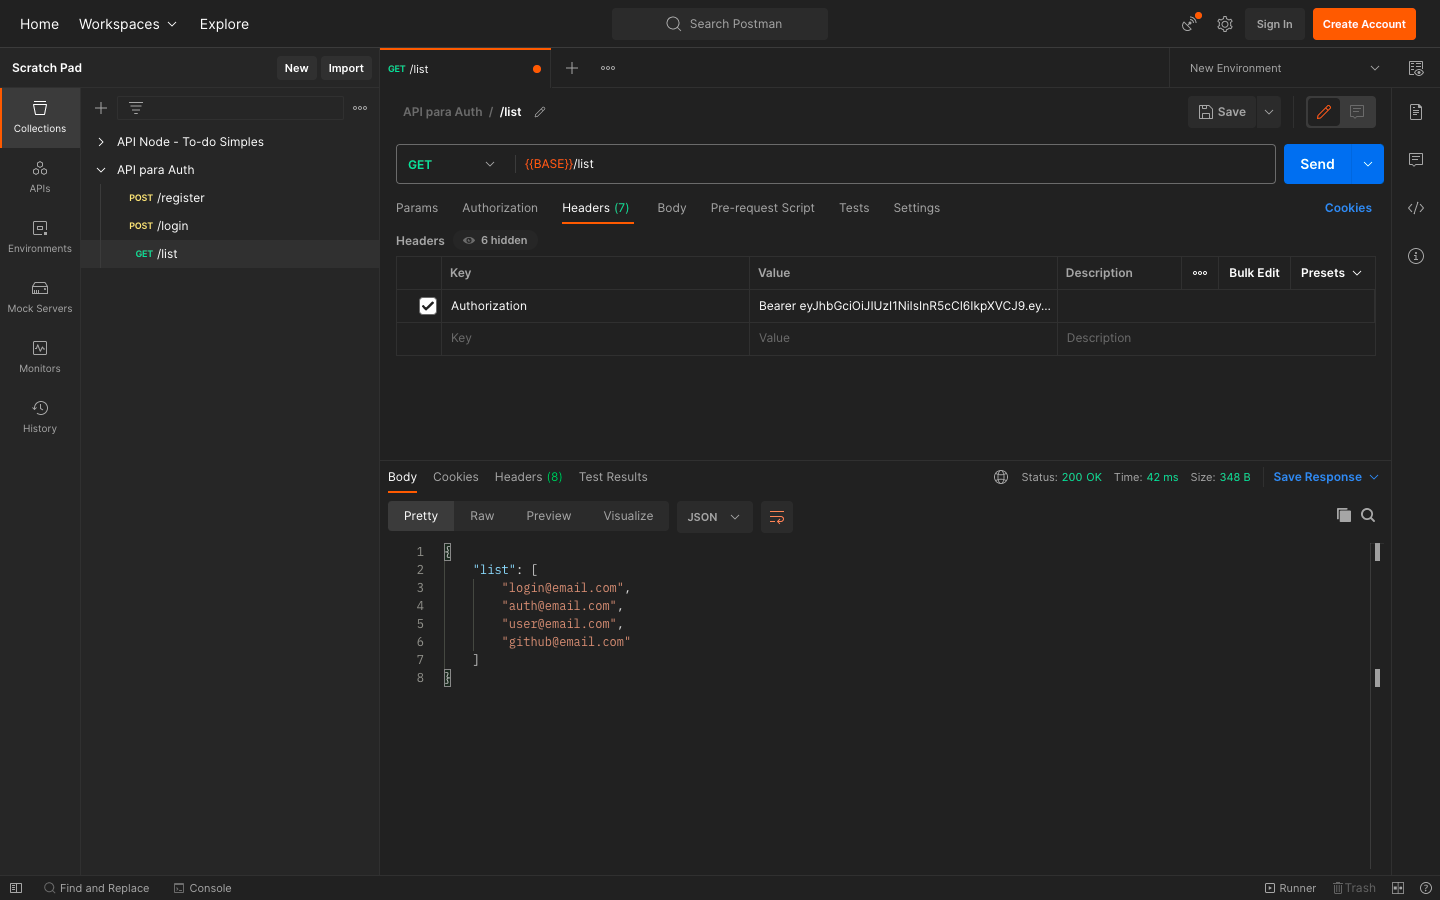 Home Workspaces Explore Search Postman Sign In Create Account
Scratch Pad New Import GET /list New Environment
Collections
APIs
Environments
Mock Servers
Monitors
History
API Node - To-do Simples
API para Auth
POST /register
POST /login
GET /list
API para Auth / /list Save
GET {{BASE}}/list Send
Params Authorization Headers (7) Body Pre-request Script Tests Settings Cookies
Headers 6 hidden
Key Value Description Bulk Edit Presets
Authorization Bearer eyJhbGciOiJIUzI1NiIsInR5cCI6IkpXVCJ9.ey...
Key Value Description
Body Cookies Headers (8) Test Results Status: 200 OK Time: 42 ms Size: 348 B Save Response
Pretty Raw Preview Visualize JSON
1 {
2 "list": [
3 "login@email.com",
4 "auth@email.com",
5 "user@email.com",
6 "github@email.com"
7 ]
8 }
Find and Replace Console Runner Trash